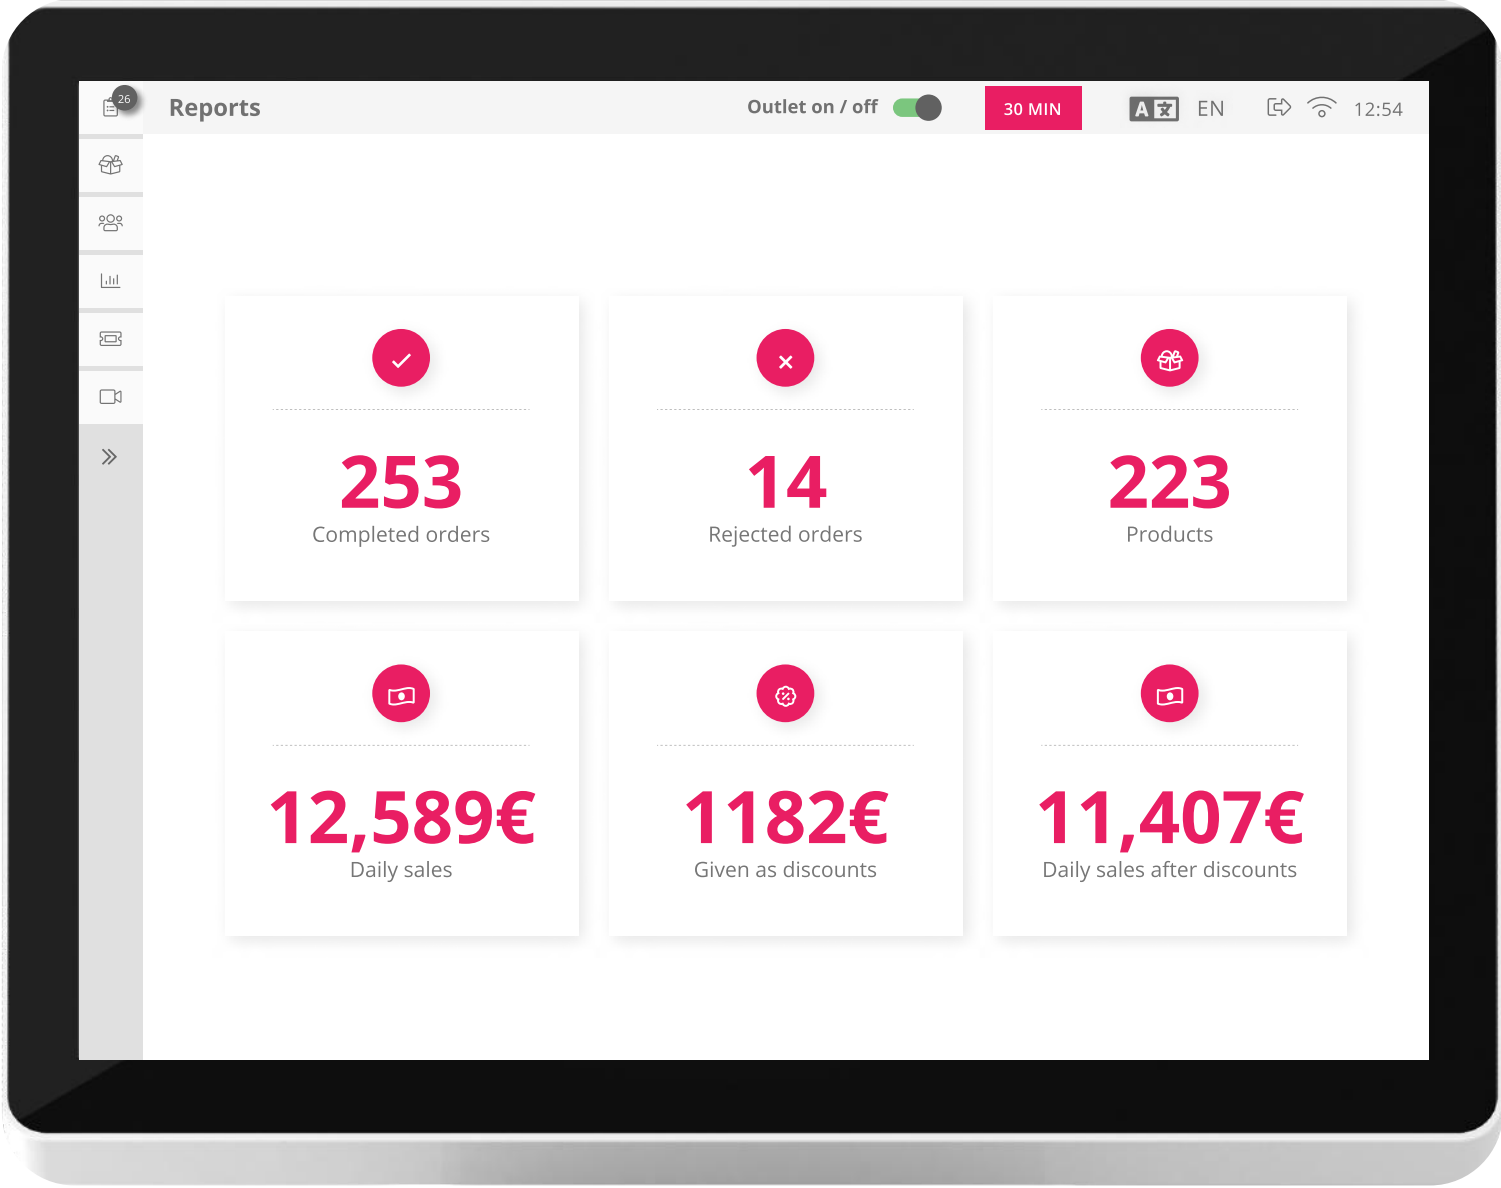 26
Reports
Outlet on / off
30 MIN
A 文
EN
12:54
253
Completed orders
14
Rejected orders
223
Products
12,589€
Daily sales
1182€
Given as discounts
11,407€
Daily sales after discounts